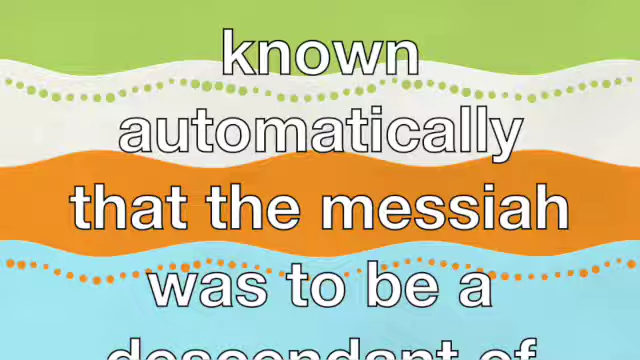 known
automatically
that the messiah
was to be a
descendant of